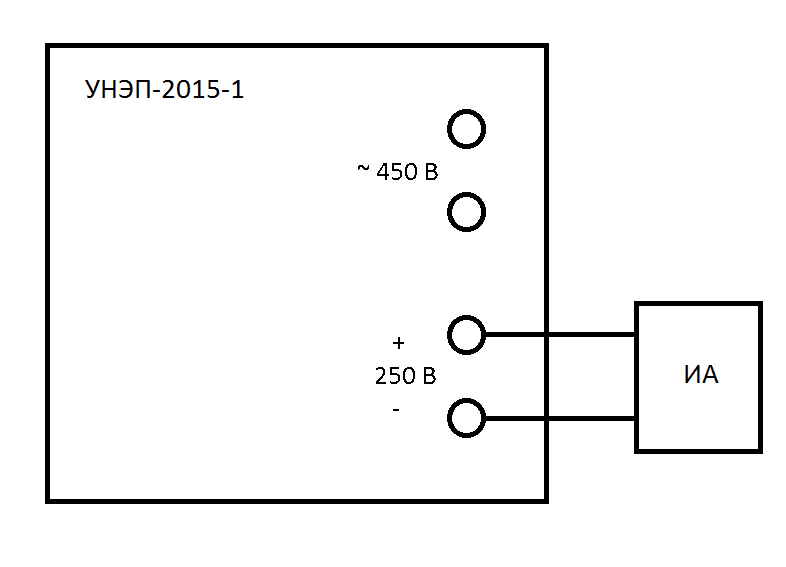 УНЭП-2015-1
~ 450 В
+
250 В
-
ИА